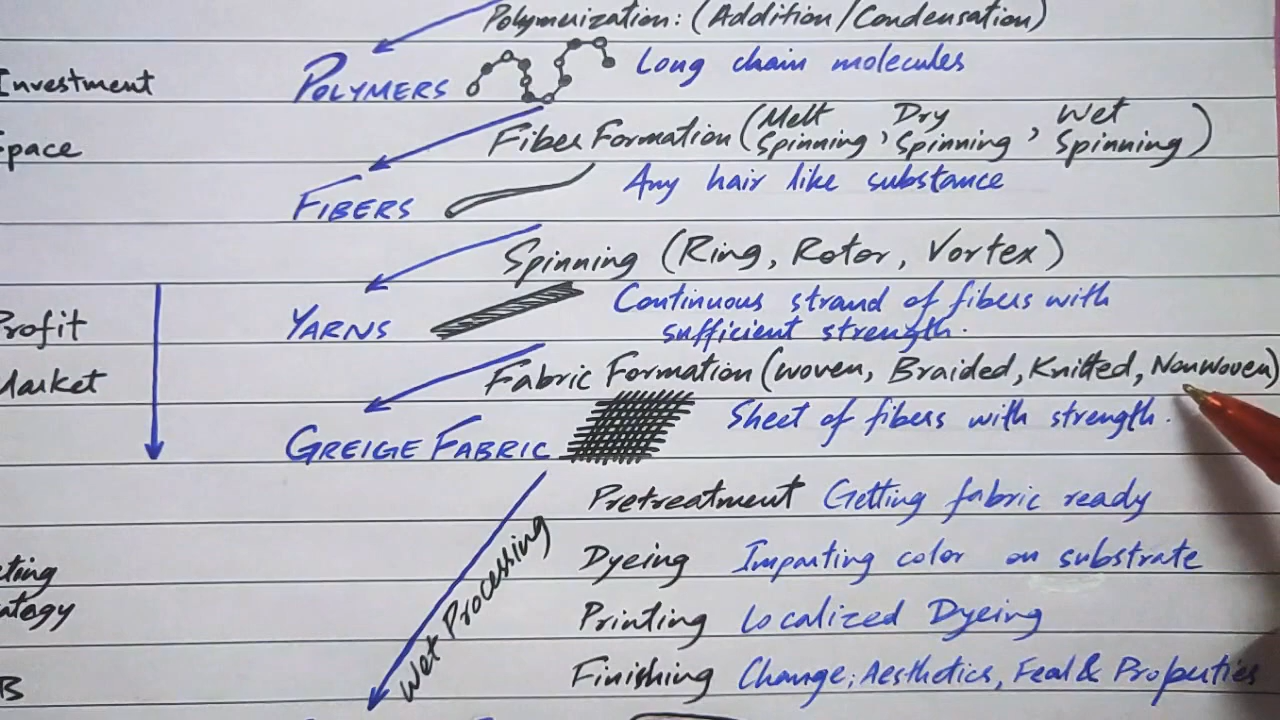 Polymerization: (Addition/Condensation)
Investment
POLYMERS
Long chain molecules
Fiber Formation (Melt Spinning, Dry Spinning, Wet Spinning)
Space
FIBERS
Any hair like substance
Spinning (Ring, Rotor, Vortex)
Profit
YARNS
Continuous strand of fibers with
sufficient strength.
Market
Fabric Formation (woven, Braided, Knitted, Nonwoven)
GREIGE FABRIC
Sheet of fibers with strength.
Wet Processing
Pretreatment Getting fabric ready
Dyeing Imparting color on substrate
eting
Printing Localized Dyeing
atagy
Finishing Change; Aesthetics, Feal & Properties
B